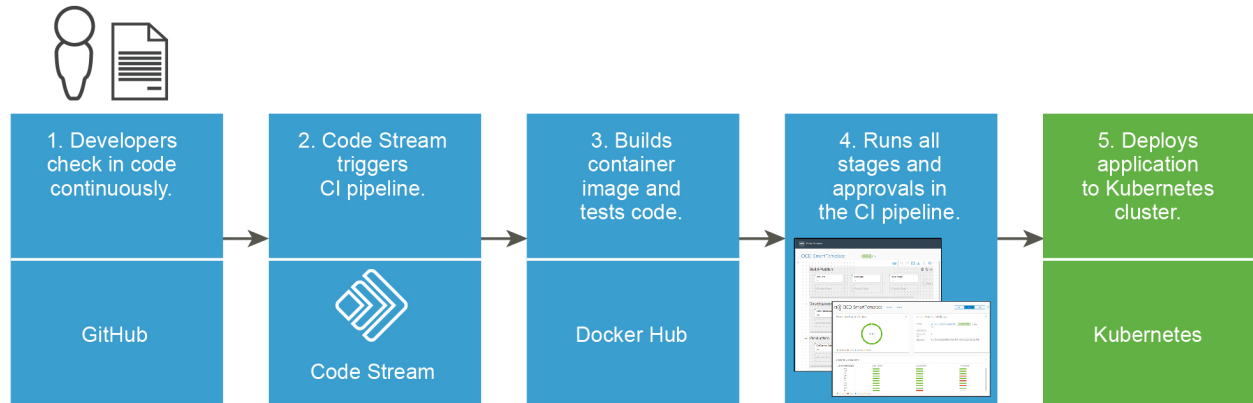 1. Developers
check in code
continuously.
2. Code Stream
triggers
CI pipeline.
3. Builds
container
image and
tests code.
4. Runs all
stages and
approvals in
the CI pipeline.
5. Deploys
application
to Kubernetes
cluster.
GitHub
Code Stream
Docker Hub
Kubernetes